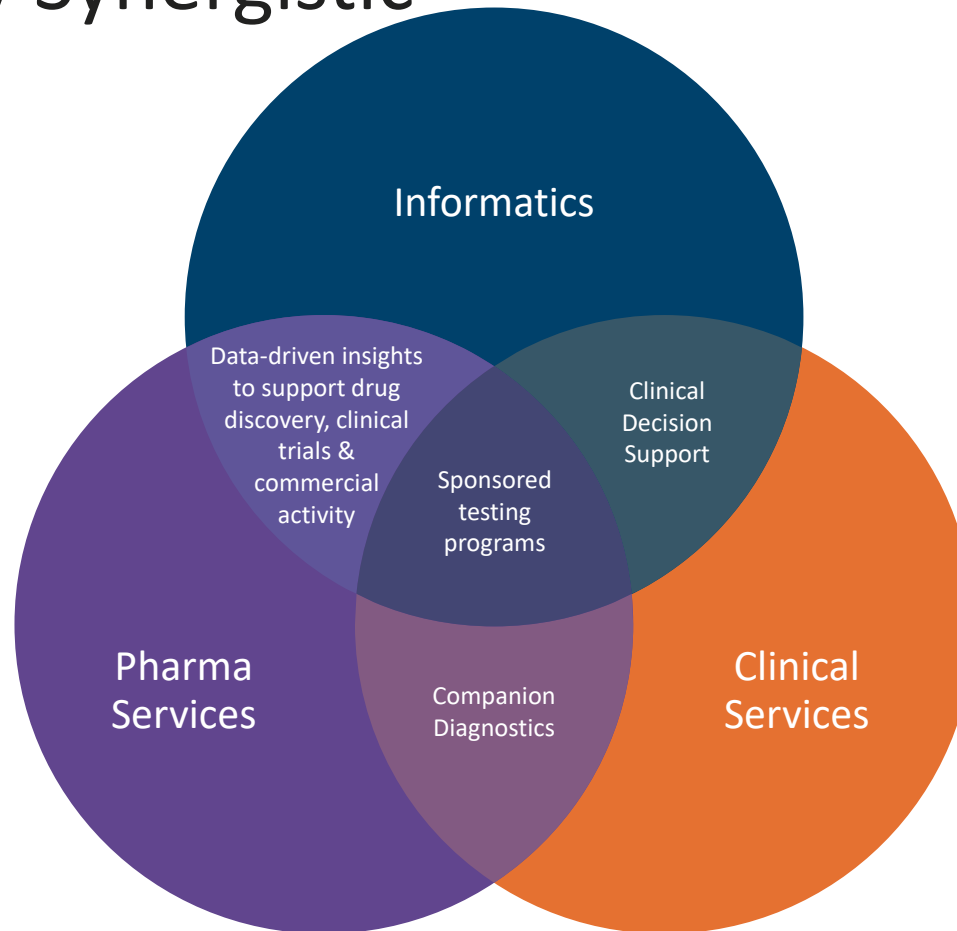 Synergistic
Informatics
Data-driven insights
to support drug
discovery, clinical
trials &
commercial
activity
Clinical
Decision
Support
Sponsored
testing
programs
Pharma
Services
Clinical
Services
Companion
Diagnostics